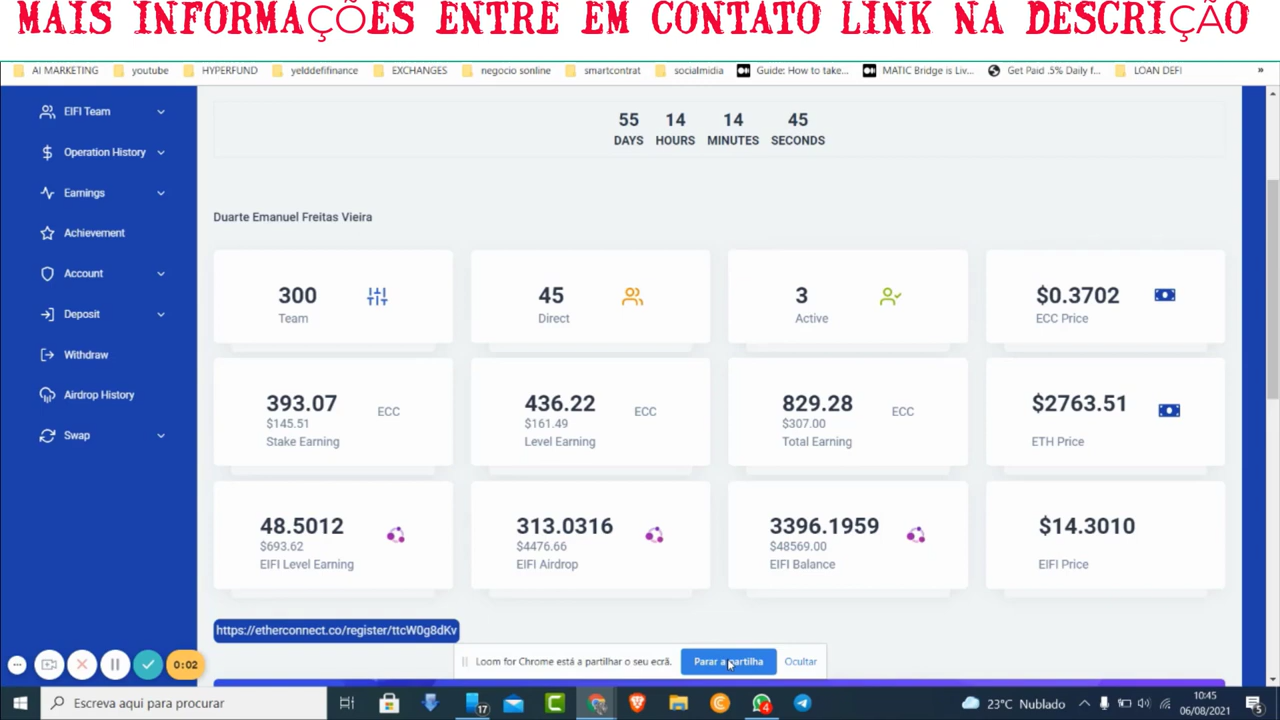 MAIS INFORMAÇÕES ENTRE EM CONTATO LINK NA DESCRIÇÃO
AI MARKETING youtube HYPERFUND yelddefifinance EXCHANGES negocio sonline smartcontrat socialmidia Guide: How to take... MATIC Bridge is Liv... Get Paid .5% Daily f... LOAN DEFI »
EIFI Team
Operation History
Earnings
Achievement
Account
Deposit
Withdraw
Airdrop History
Swap
55 14 14 45
DAYS HOURS MINUTES SECONDS
Duarte Emanuel Freitas Vieira
300
Team
45
Direct
3
Active
$0.3702
ECC Price
393.07 ECC
$145.51
Stake Earning
436.22 ECC
$161.49
Level Earning
829.28 ECC
$307.00
Total Earning
$2763.51
ETH Price
48.5012
$693.62
EIFI Level Earning
313.0316
$4476.66
EIFI Airdrop
3396.1959
$48569.00
EIFI Balance
$14.3010
EIFI Price
https://etherconnect.co/register/ttcW0g8dKv
0:02
Loom for Chrome está a partilhar o seu ecrã. Parar a partilha Ocultar
Escreva aqui para procurar
17
4
23°C Nublado
10:45
06/08/2021
5